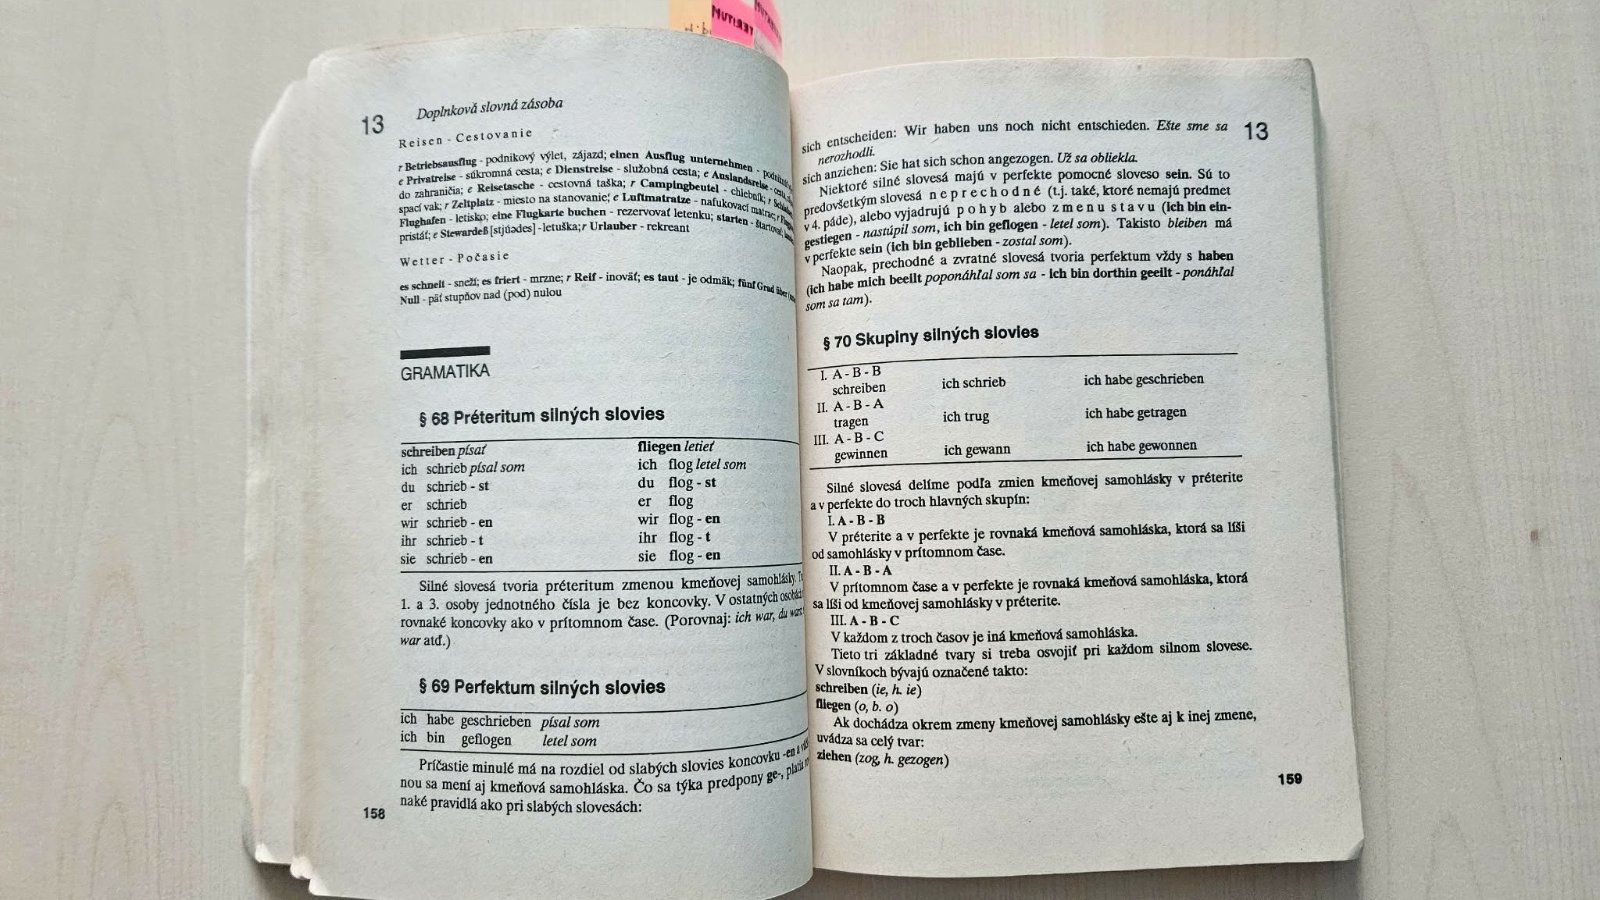 13
Doplnková slovná zásoba
Reisen - Cestovanie
r Betriebsausflug - podnikový výlet, zájazd; einen Ausflug unternehmen -
e Privatreise - súkromná cesta; e Dienstreise - služobná cesta; e Auslandsreise - cesta
do zahraničia; e Reisetasche - cestovná taška; r Campingbeutel - chlebník; r
spací vak; r Zeltplatz - miesto na stanovanie; e Luftmatratze - nafukovací matrac; r
Flughafen - letisko; eine Flugkarte buchen - rezervovať letenku; starten - štartovať;
pristáť; e Stewardeß [stjúədes] - letuška; r Urlauber - rekreant
Wetter - Počasie
es schneit - sneží; es friert - mrzne; r Reif - inováť; es taut - je odmäk; fünf Grad über
Null - päť stupňov nad (pod) nulou
GRAMATIKA
§ 68 Préteritum silných slovies
schreiben písať fliegen letieť
ich schrieb písal som ich flog letel som
du schrieb - st du flog - st
er schrieb er flog
wir schrieb - en wir flog - en
ihr schrieb - t ihr flog - t
sie schrieb - en sie flog - en
Silné slovesá tvoria préteritum zmenou kmeňovej samohlásky.
1. a 3. osoby jednotného čísla je bez koncovky. V ostatných osobách
rovnaké koncovky ako v prítomnom čase. (Porovnaj: ich war, du warst
war atď.)
§ 69 Perfektum silných slovies
ich habe geschrieben písal som
ich bin geflogen letel som
Príčastie minulé má na rozdiel od slabých slovies koncovku -en a
nou sa mení aj kmeňová samohláska. Čo sa týka predpony ge-, platia
naké pravidlá ako pri slabých slovesách:
158
13
sich entscheiden: Wir haben uns noch nicht entschieden. Ešte sme sa
nerozhodli.
sich anziehen: Sie hat sich schon angezogen. Už sa obliekla.
Niektoré silné slovesá majú v perfekte pomocné sloveso sein. Sú to
predovšetkým slovesá neprechodné (t.j. také, ktoré nemajú predmet
v 4. páde), alebo vyjadrujú pohyb alebo zmenu stavu (ich bin ein-
gestiegen - nastúpil som, ich bin geflogen - letel som). Takisto bleiben má
v perfekte sein (ich bin geblieben - zostal som).
Naopak, prechodné a zvratné slovesá tvoria perfektum vždy s haben
(ich habe mich beeilt poponáhľal som sa - ich bin dorthin geeilt - ponáhľal
som sa tam).
§ 70 Skupiny silných slovies
I. A - B - B
schreiben ich schrieb ich habe geschrieben
II. A - B - A
tragen ich trug ich habe getragen
III. A - B - C
gewinnen ich gewann ich habe gewonnen
Silné slovesá delíme podľa zmien kmeňovej samohlásky v préterite
a v perfekte do troch hlavných skupín:
I. A - B - B
V préterite a v perfekte je rovnaká kmeňová samohláska, ktorá sa líši
od samohlásky v prítomnom čase.
II. A - B - A
V prítomnom čase a v perfekte je rovnaká kmeňová samohláska, ktorá
sa líši od kmeňovej samohlásky v préterite.
III. A - B - C
V každom z troch časov je iná kmeňová samohláska.
Tieto tri základné tvary si treba osvojiť pri každom silnom slovese.
V slovníkoch bývajú označené takto:
schreiben (ie, h. ie)
fliegen (o, b. o)
Ak dochádza okrem zmeny kmeňovej samohlásky ešte aj k inej zmene,
uvádza sa celý tvar:
ziehen (zog, h. gezogen)
159